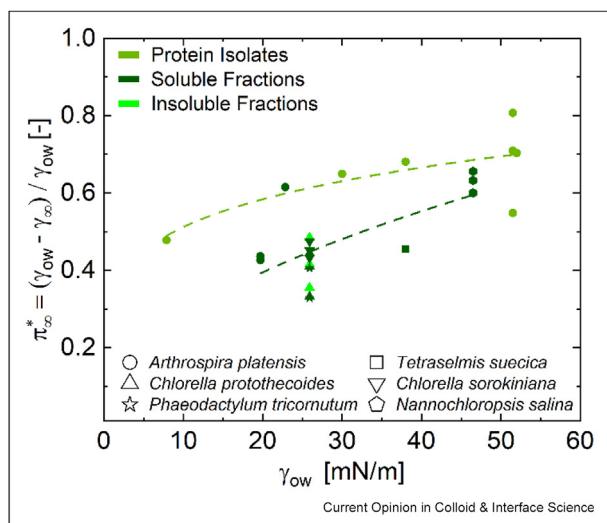 1.0
Protein Isolates
Soluble Fractions
Insoluble Fractions
0.8
0.6
0.4
0.2
π*∞ = (γow - γ∞) / γow [-]
Arthrospira platensis
Tetraselmis suecica
Chlorella protothecoides
Chlorella sorokiniana
Phaeodactylum tricornutum
Nannochloropsis salina
0 10 20 30 40 50 60
γow [mN/m]
Current Opinion in Colloid & Interface Science